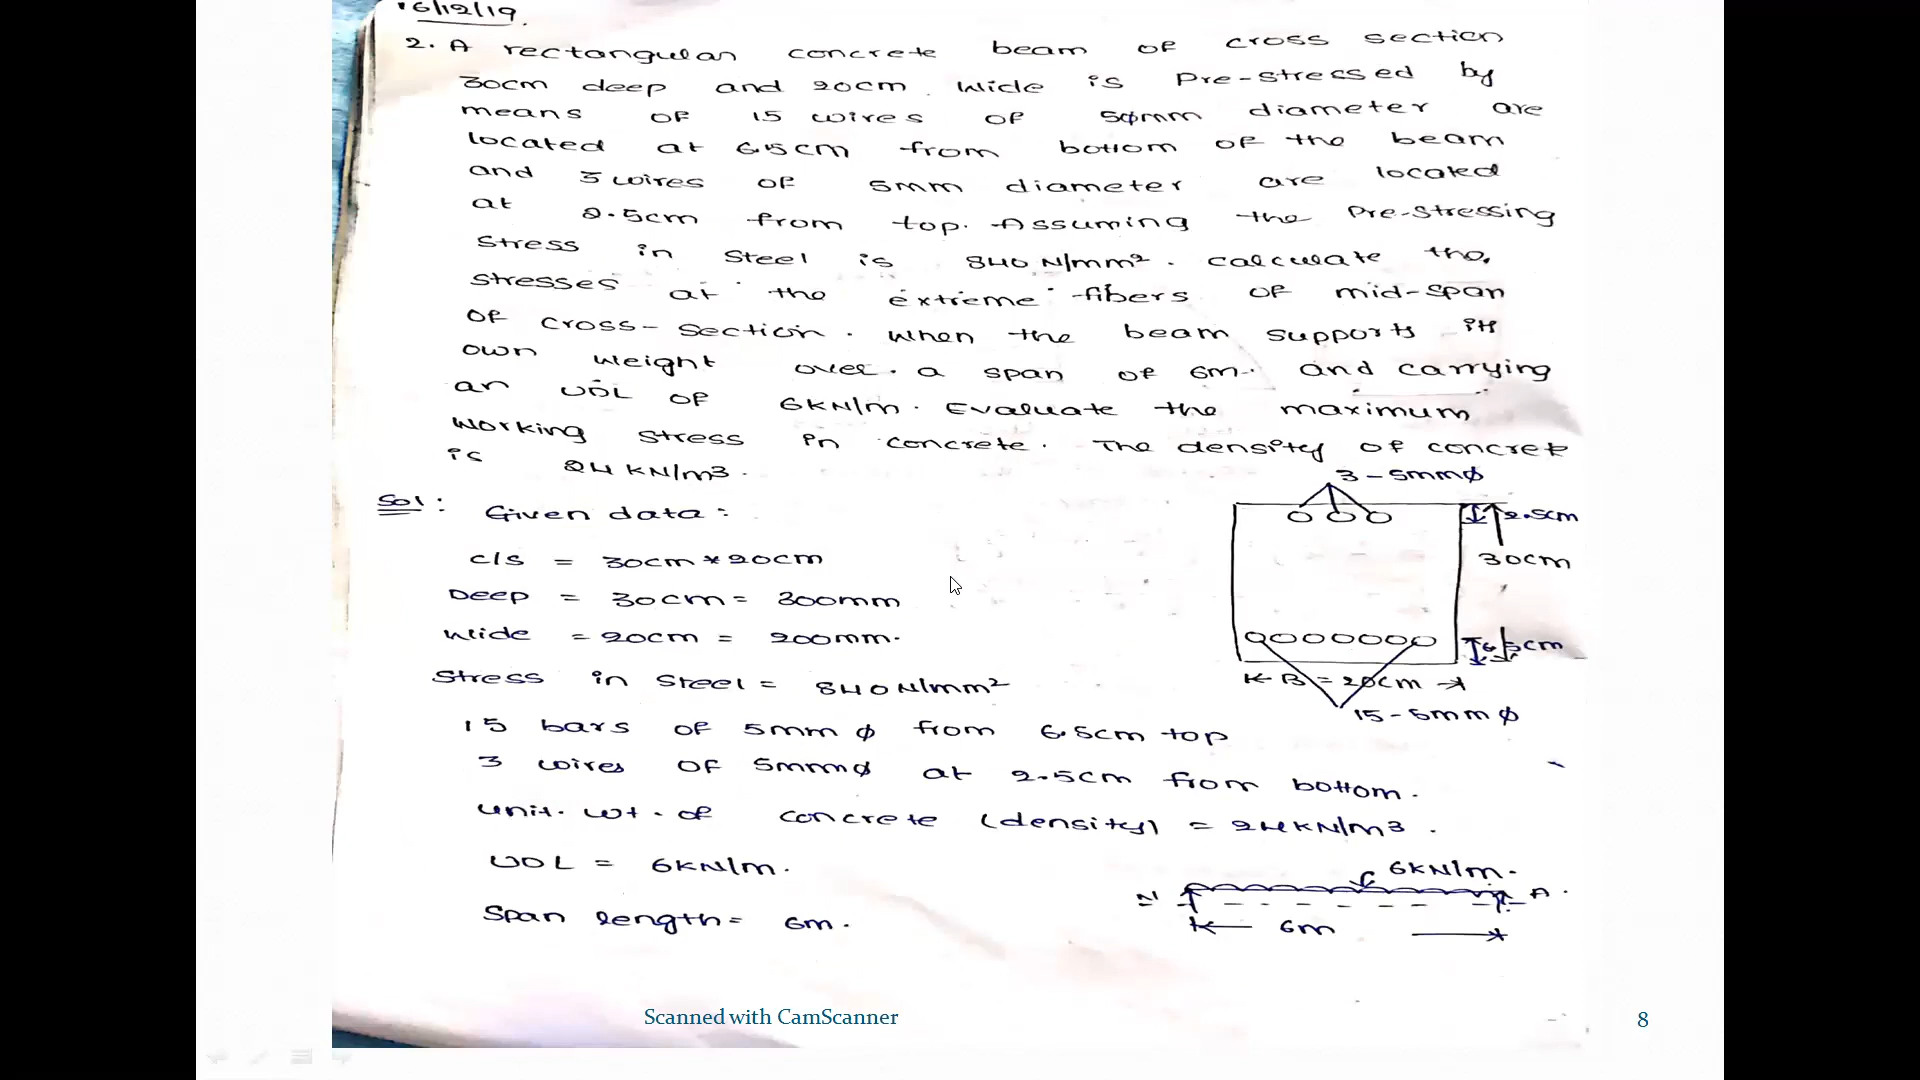 16/12/19.
2. A rectangular concrete beam of cross section
30cm deep and 20cm wide is Pre-stressed by
means of 15 wires of 5φmm diameter are
located at 6.5cm from bottom of the beam
and 3 wires of 5mm diameter are located
at 2.5cm from top. Assuming the Pre-stressing
stress in steel is 840 N/mm². calculate the
stresses at the extreme fibers of mid-span
of cross-section. when the beam supports it's
own weight over a span of 6m. and carrying
an UDL of 6KN/m. Evaluate the maximum
working stress in concrete. The density of concrete
is 24 KN/m3.
3-5mmφ
Sol: Given data:
2.5cm
c/s = 30cm*20cm
30cm
Deep = 30cm = 300mm
wide = 20cm = 200mm.
6.5cm
stress in steel = 840N/mm²
B = 20cm
15-5mmφ
15 bars of 5mm φ from 6.5cm top
3 wires of 5mmφ at 2.5cm from bottom.
unit. wt. of concrete (density) = 24KN/m3.
UDL = 6KN/m.
6KN/m.
N A.
span length = 6m.
6m
Scanned with CamScanner
8